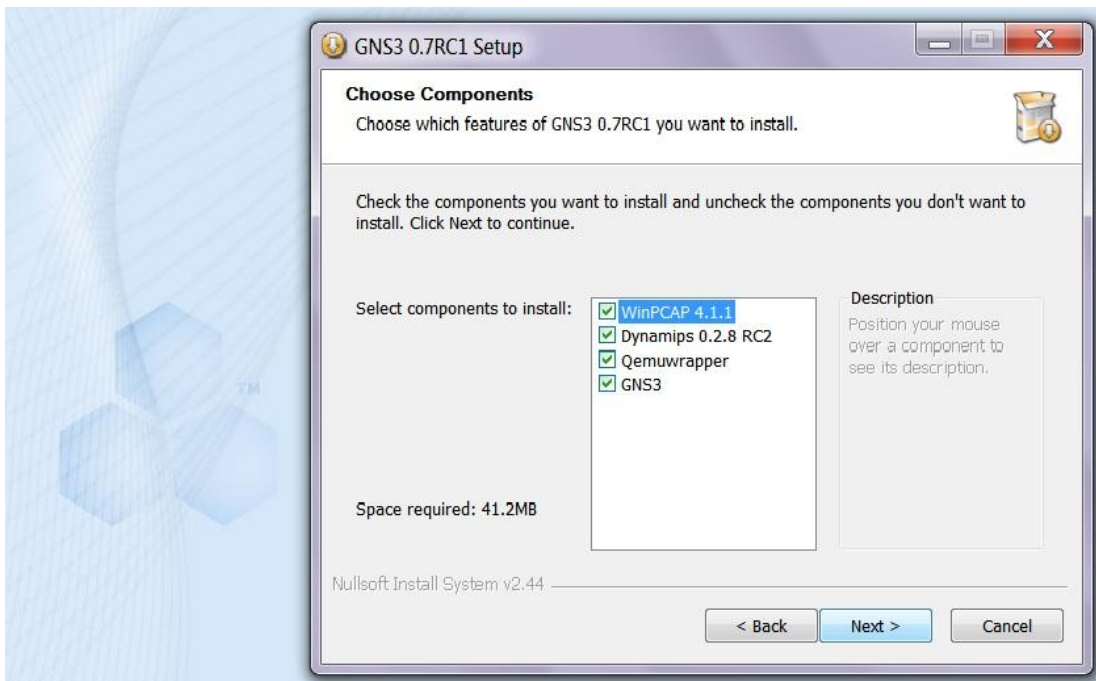 GNS3 0.7RC1 Setup
X
Choose Components
Choose which features of GNS3 0.7RC1 you want to install.
Check the components you want to install and uncheck the components you don't want to
install. Click Next to continue.
Select components to install:
WinPCAP 4.1.1
Dynamips 0.2.8 RC2
Qemuwrapper
GNS3
Description
Position your mouse
over a component to
see its description.
Space required: 41.2MB
Nullsoft Install System v2.44
< Back
Next >
Cancel
TM